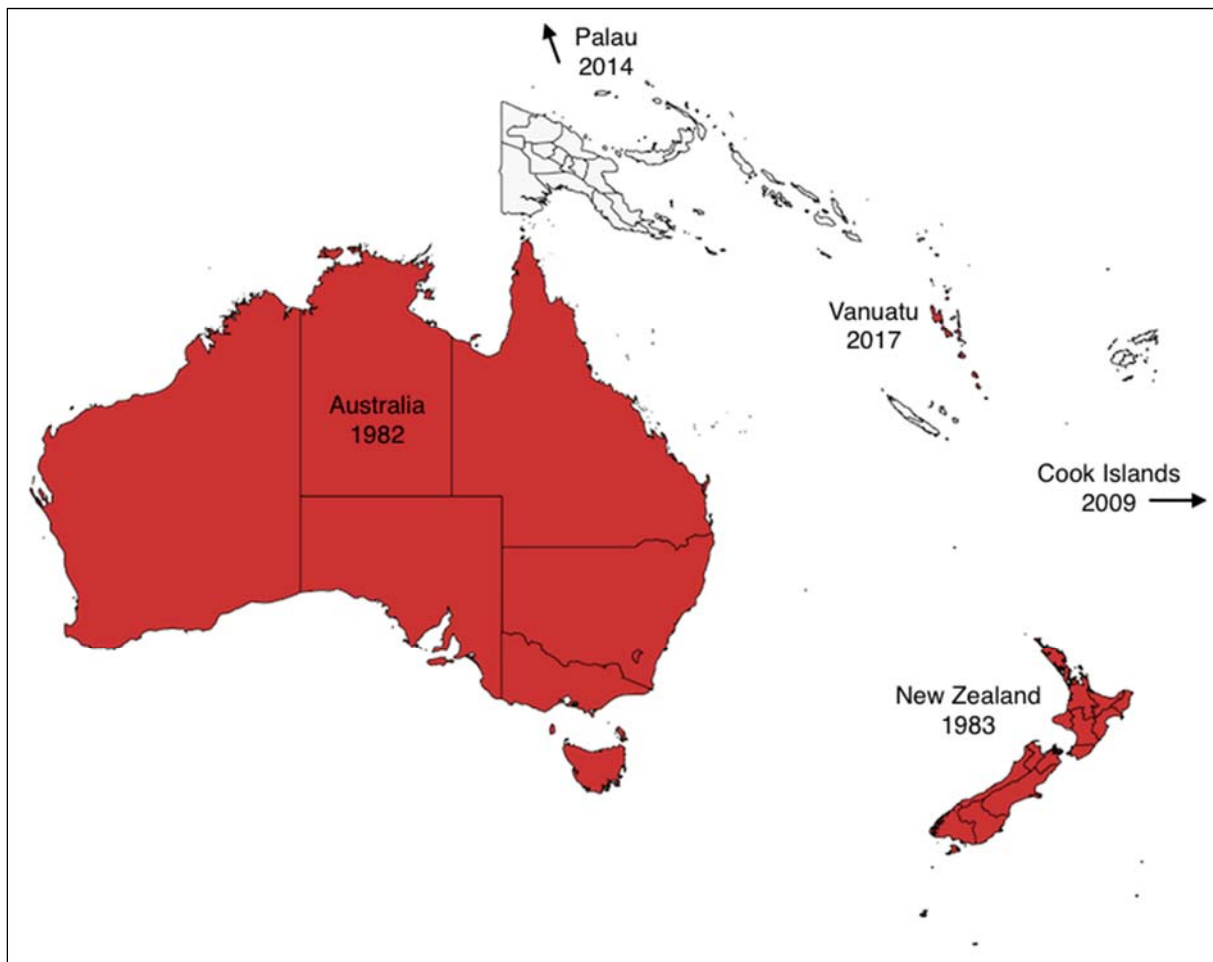 Palau
2014
Vanuatu
2017
Australia
1982
Cook Islands
2009
New Zealand
1983